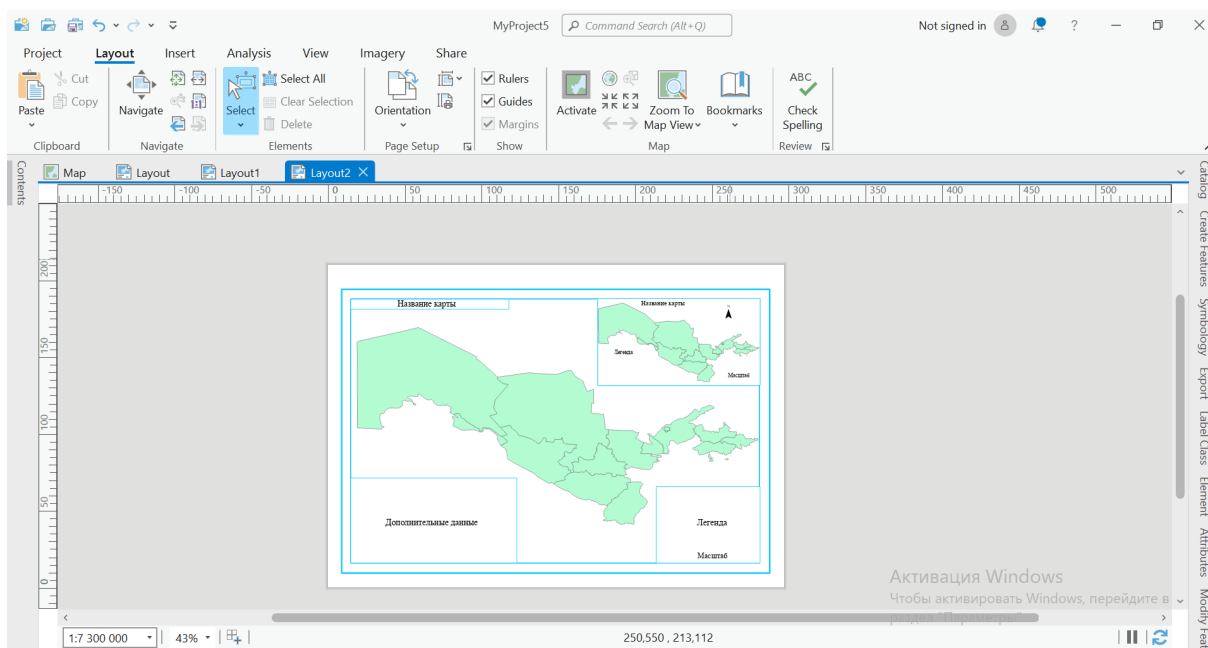 MyProject5
Command Search (Alt+Q)
Not signed in
?
Project Layout Insert Analysis View Imagery Share
Paste
Cut
Copy
Clipboard
Navigate
Navigate
Select
Select All
Clear Selection
Delete
Elements
Orientation
Page Setup
Rulers
Guides
Margins
Show
Activate
Zoom To
Map View
Bookmarks
Map
ABC
Check
Spelling
Review
Contents
Map Layout Layout1 Layout2
-150 -100 -50 0 50 100 150 200 250 300 350 400 450 500
200
150
100
50
0
Название карты
Название карты
N
Легенда
Масштаб
Дополнительные данные
Легенда
Масштаб
Catalog
Create Features
Symbology
Export
Label Class
Element
Attributes
Modify Feat
Активация Windows
Чтобы активировать Windows, перейдите в
раздел "Параметры".
1:7 300 000
43%
250,550 , 213,112